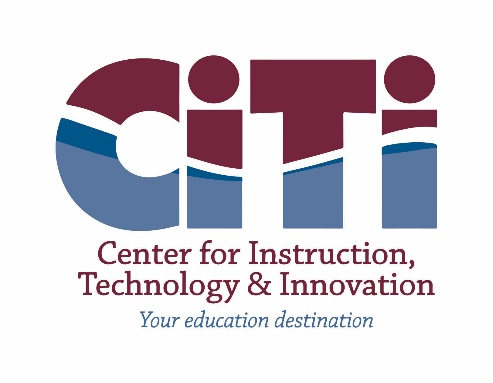 CiTi
Center for Instruction,
Technology & Innovation
Your education destination